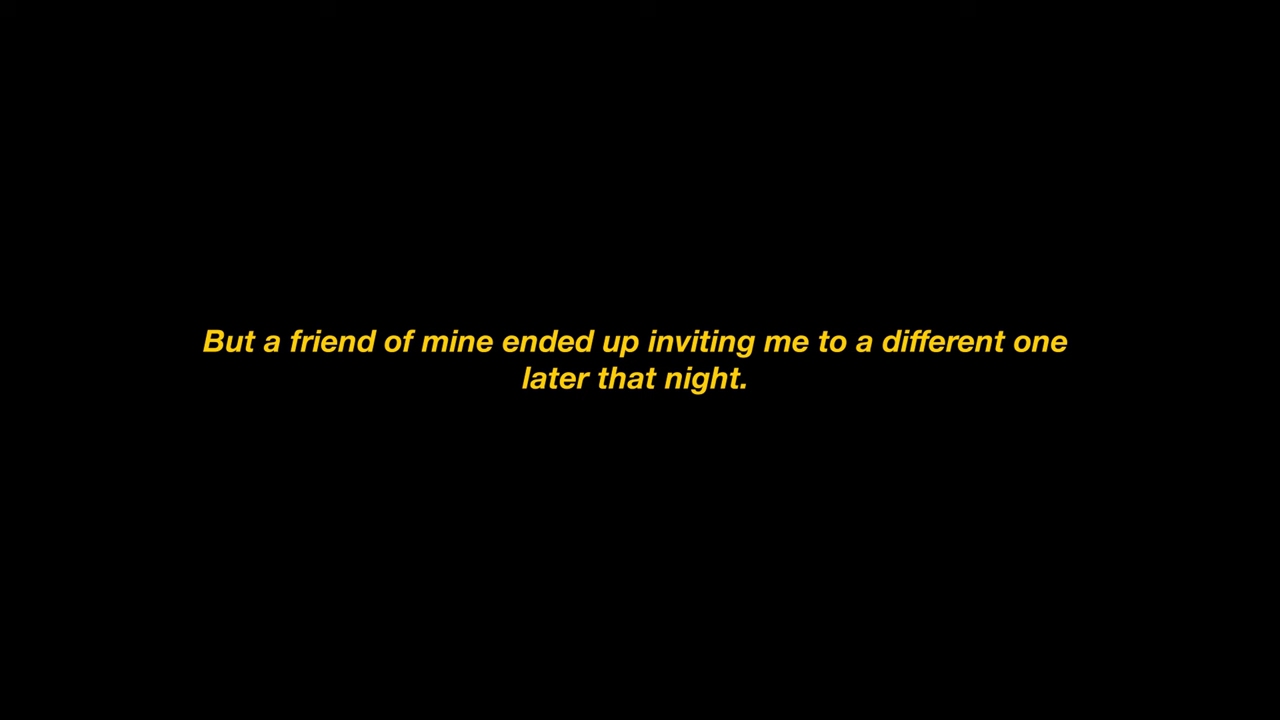 But a friend of mine ended up inviting me to a different one
later that night.